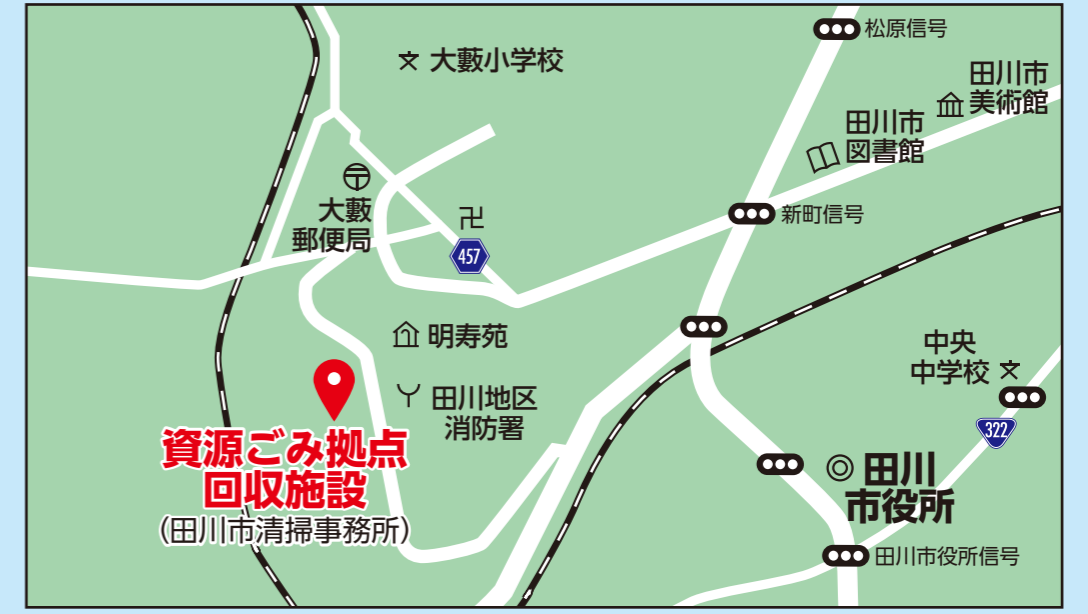 松原信号
大藪小学校
田川市
美術館
田川市
図書館
大藪
郵便局
新町信号
457
明寿苑
中央
中学校
田川地区
消防署
322
資源ごみ拠点
回収施設
(田川市清掃事務所)
田川
市役所
田川市役所信号